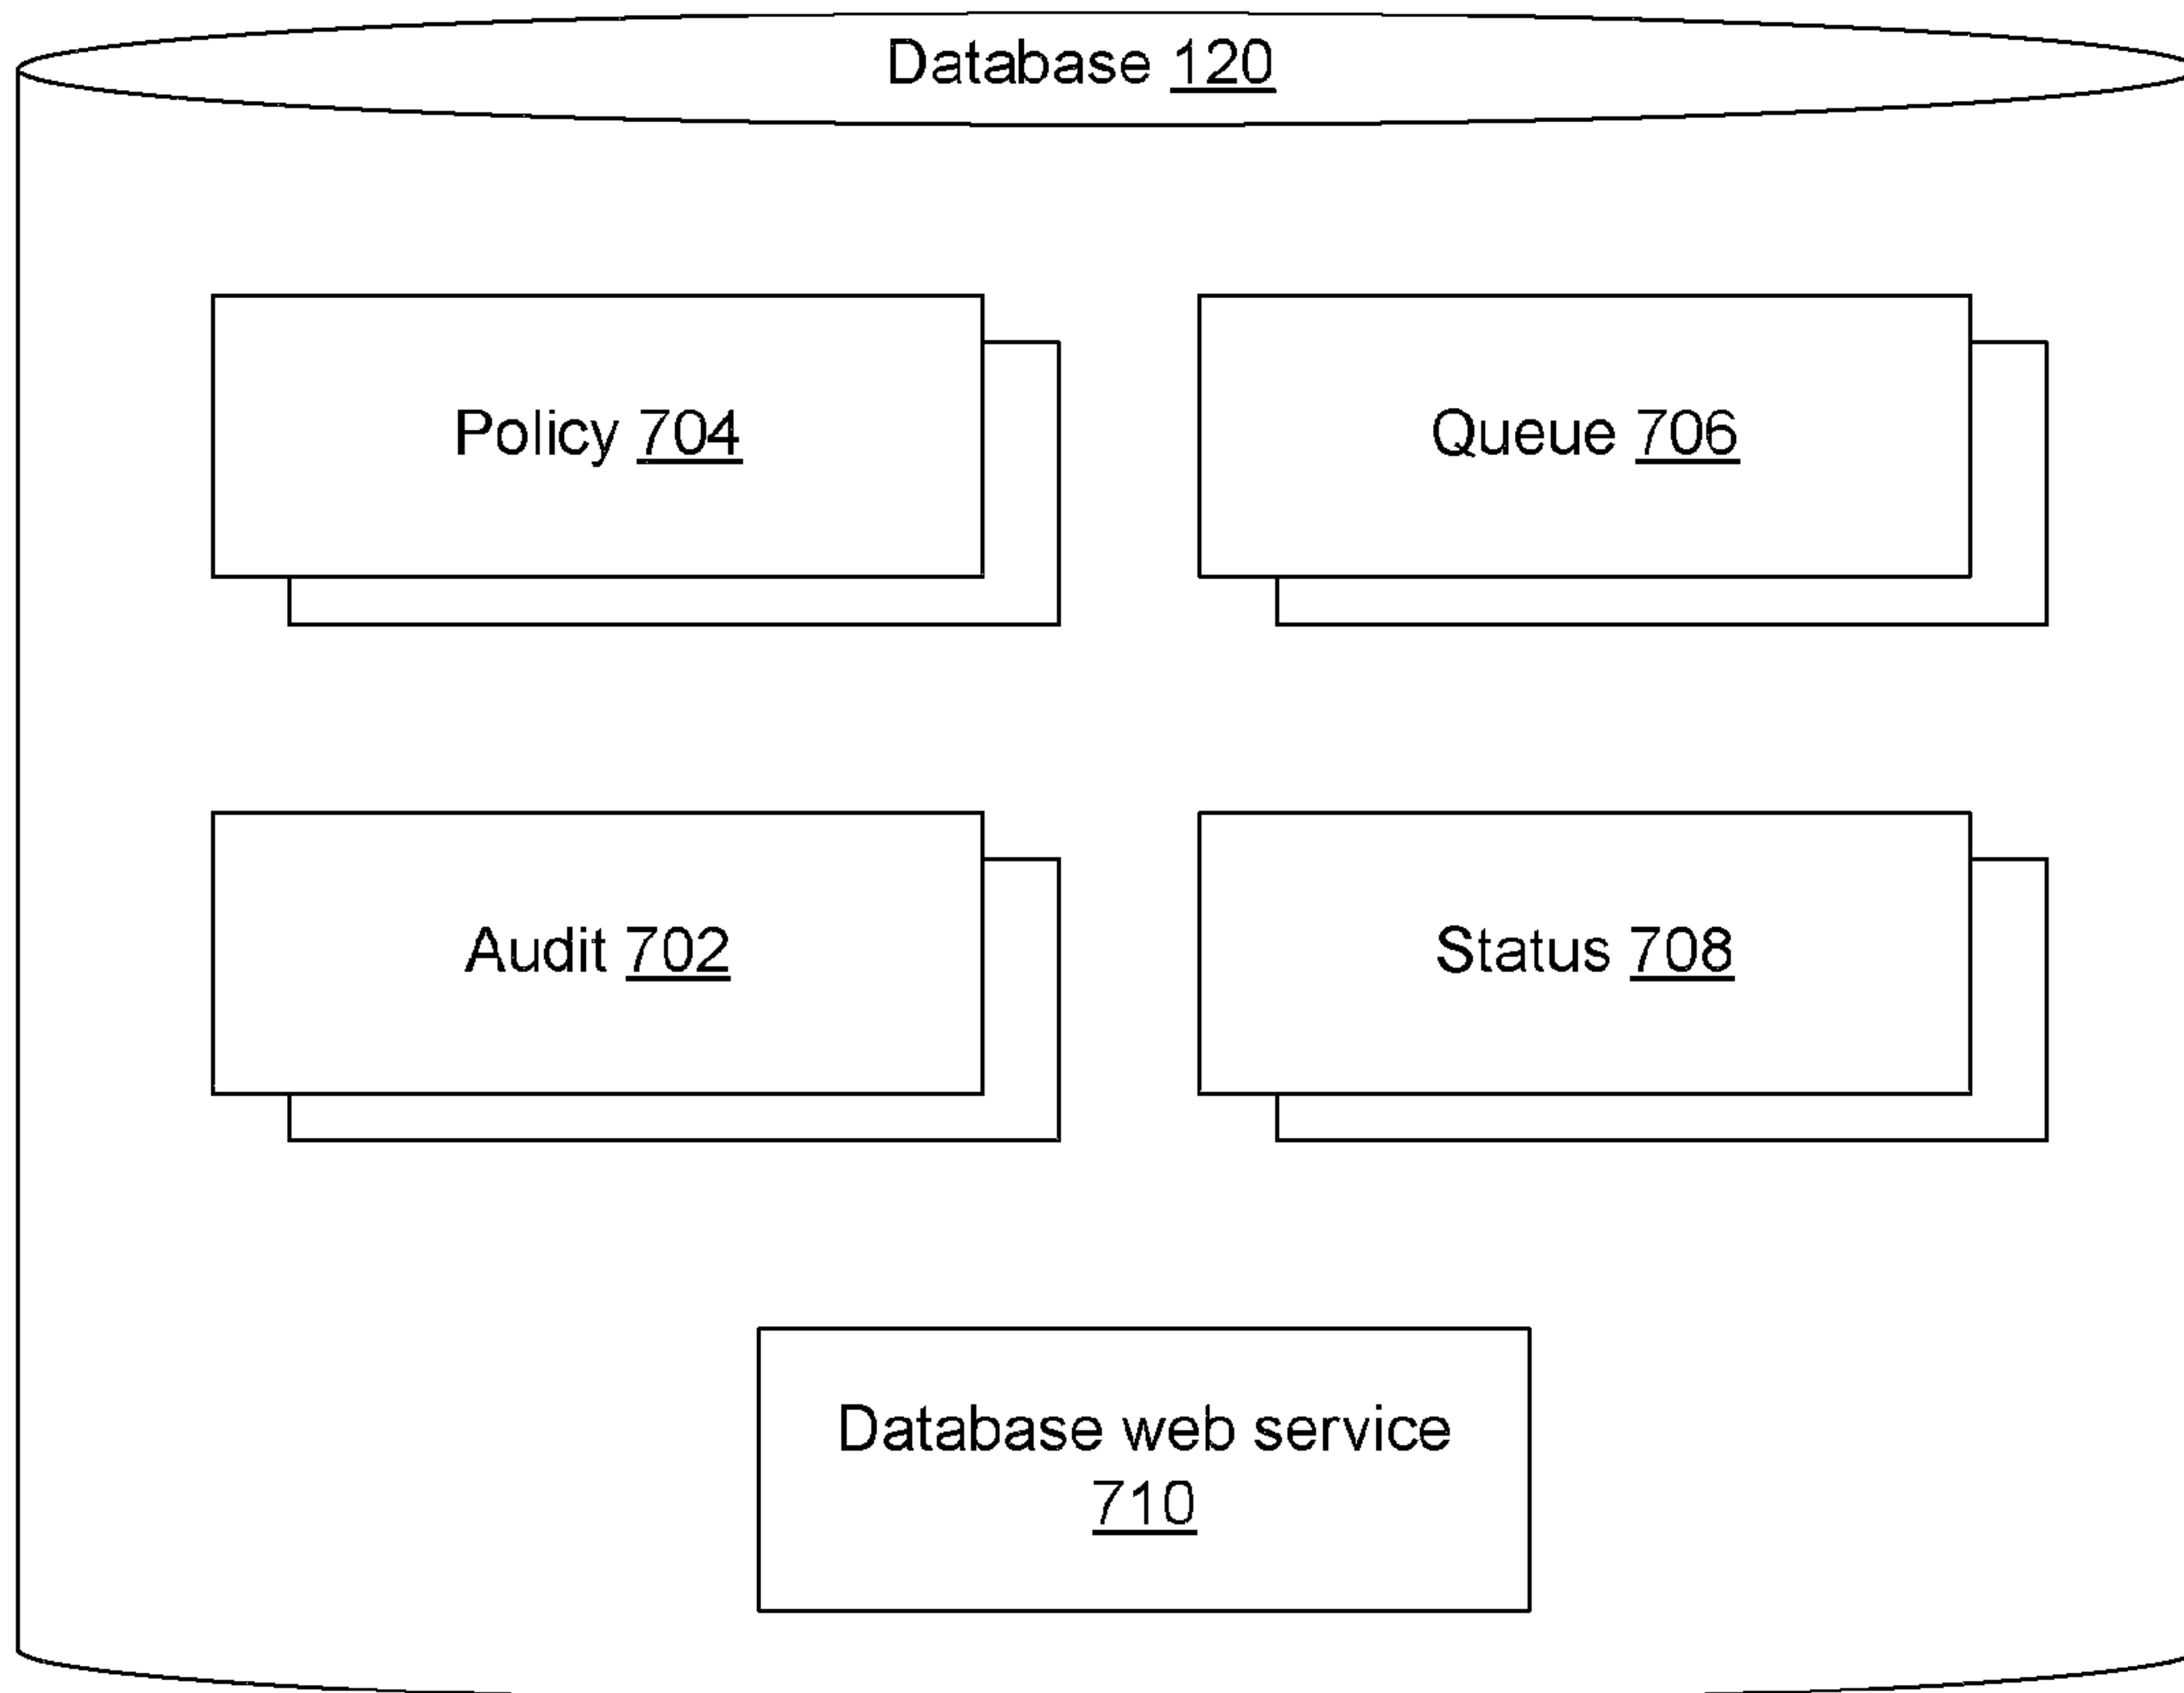 Database 120
Policy 704
Queue 706
Audit 702
Status 708
Database web service
710